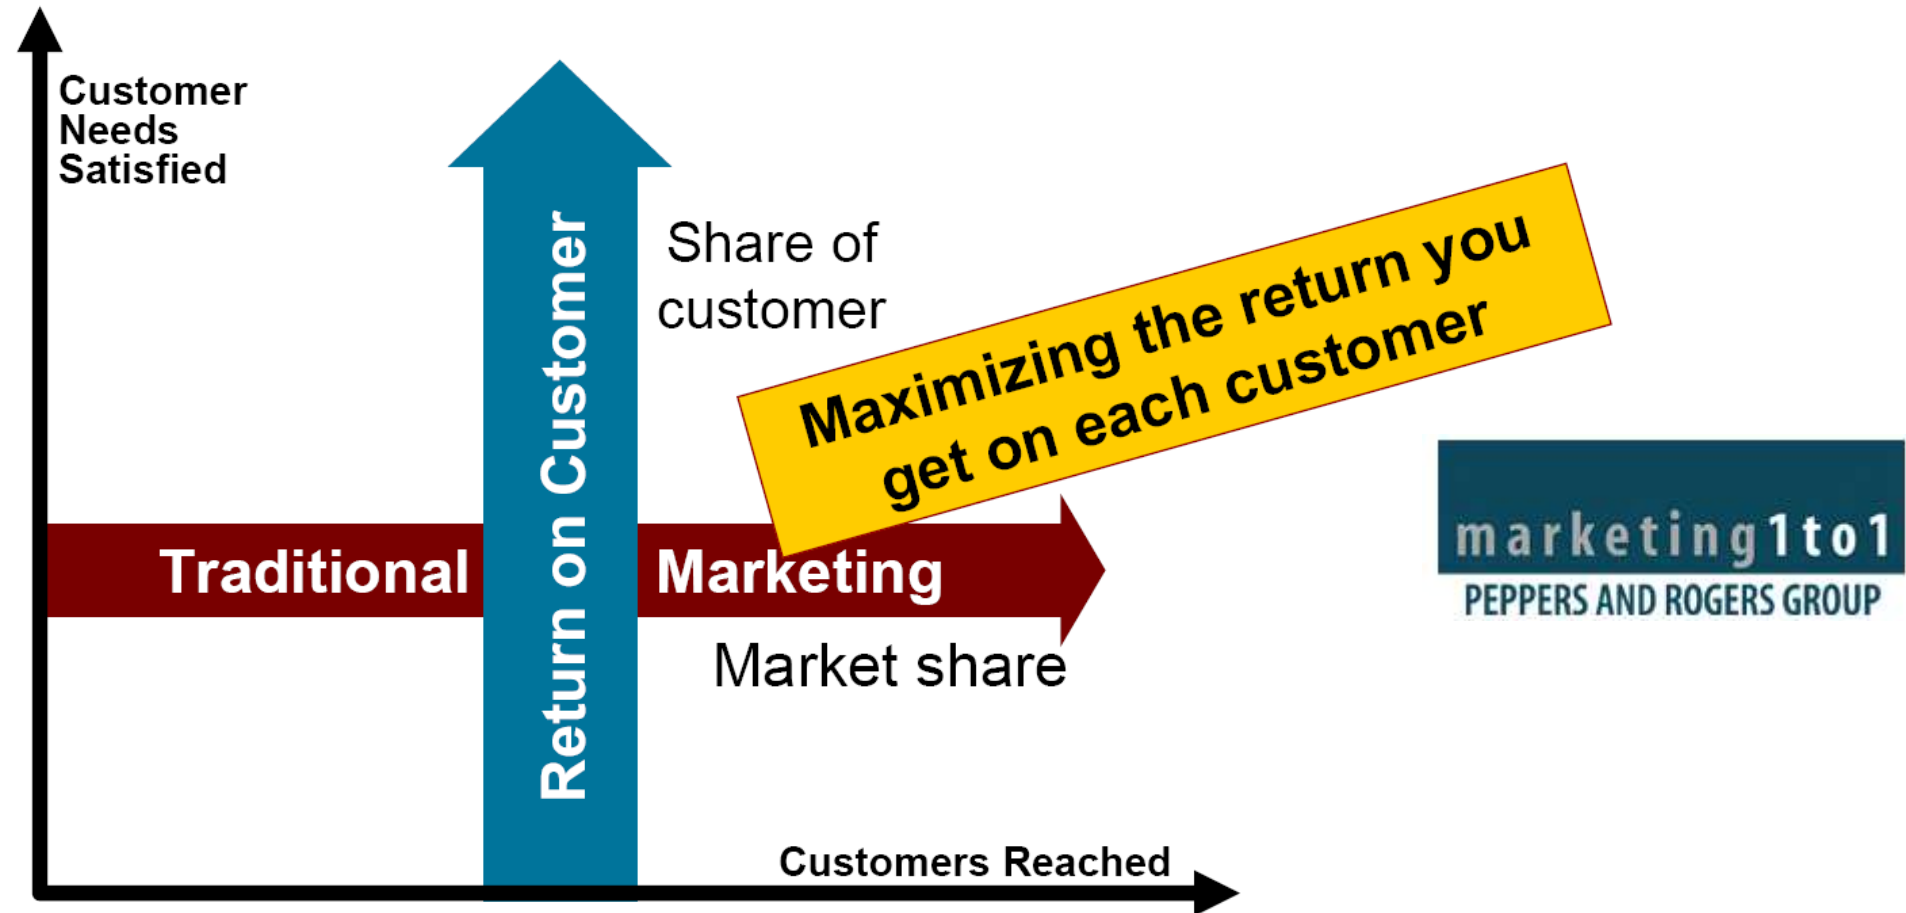 Customer
Needs
Satisfied
Return on Customer
Share of
customer
Maximizing the return you
get on each customer
Traditional Marketing
Market share
marketing1to1
PEPPERS AND ROGERS GROUP
Customers Reached